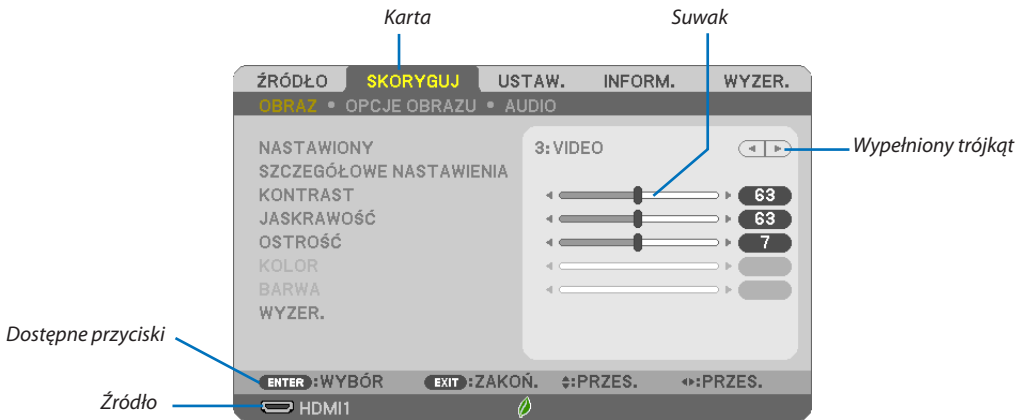 Karta
Suwak
ŹRÓDŁO SKORYGUJ USTAW. INFORM. WYZER.
OBRAZ • OPCJE OBRAZU • AUDIO
NASTAWIONY 3:VIDEO
Wypełniony trójkąt
SZCZEGÓŁOWE NASTAWIENIA
KONTRAST 63
JASKRAWOŚĆ 63
OSTROŚĆ 7
KOLOR
BARWA
WYZER.
Dostępne przyciski
ENTER:WYBÓR EXIT:ZAKOŃ. :PRZES. :PRZES.
Źródło
HDMI1